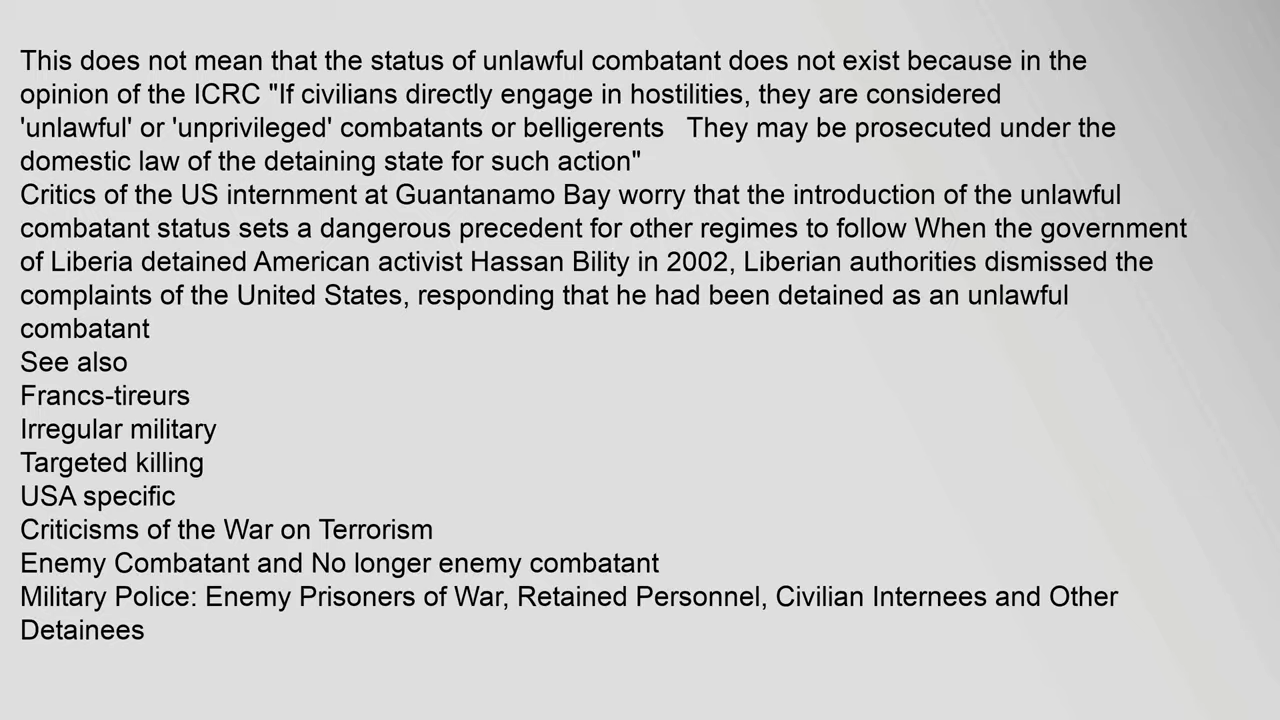 This does not mean that the status of unlawful combatant does not exist because in the
opinion of the ICRC "If civilians directly engage in hostilities, they are considered
'unlawful' or 'unprivileged' combatants or belligerents   They may be prosecuted under the
domestic law of the detaining state for such action"
Critics of the US internment at Guantanamo Bay worry that the introduction of the unlawful
combatant status sets a dangerous precedent for other regimes to follow When the government
of Liberia detained American activist Hassan Bility in 2002, Liberian authorities dismissed the
complaints of the United States, responding that he had been detained as an unlawful
combatant
See also
Francs-tireurs
Irregular military
Targeted killing
USA specific
Criticisms of the War on Terrorism
Enemy Combatant and No longer enemy combatant
Military Police: Enemy Prisoners of War, Retained Personnel, Civilian Internees and Other
Detainees